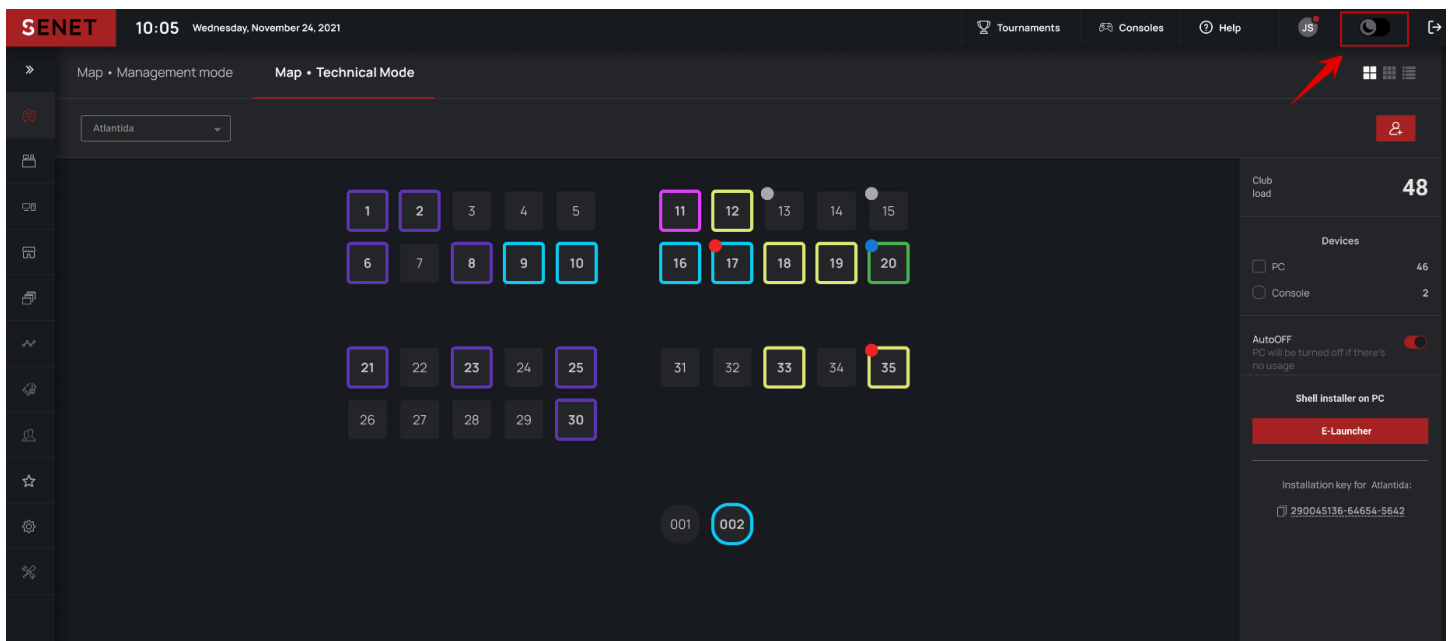 SENET 10:05 Wednesday, November 24, 2021 Tournaments Consoles Help JS
Map • Management mode Map • Technical Mode
Atlantida
1 2 3 4 5 11 12 13 14 15
6 7 8 9 10 16 17 18 19 20
21 22 23 24 25 31 32 33 34 35
26 27 28 29 30
001 002
Club
load
48
Devices
PC 46
Console 2
AutoOFF
PC will be turned off if there's
no usage
Shell installer on PC
E-Launcher
Installation key for Atlantida:
290045136-64654-5642